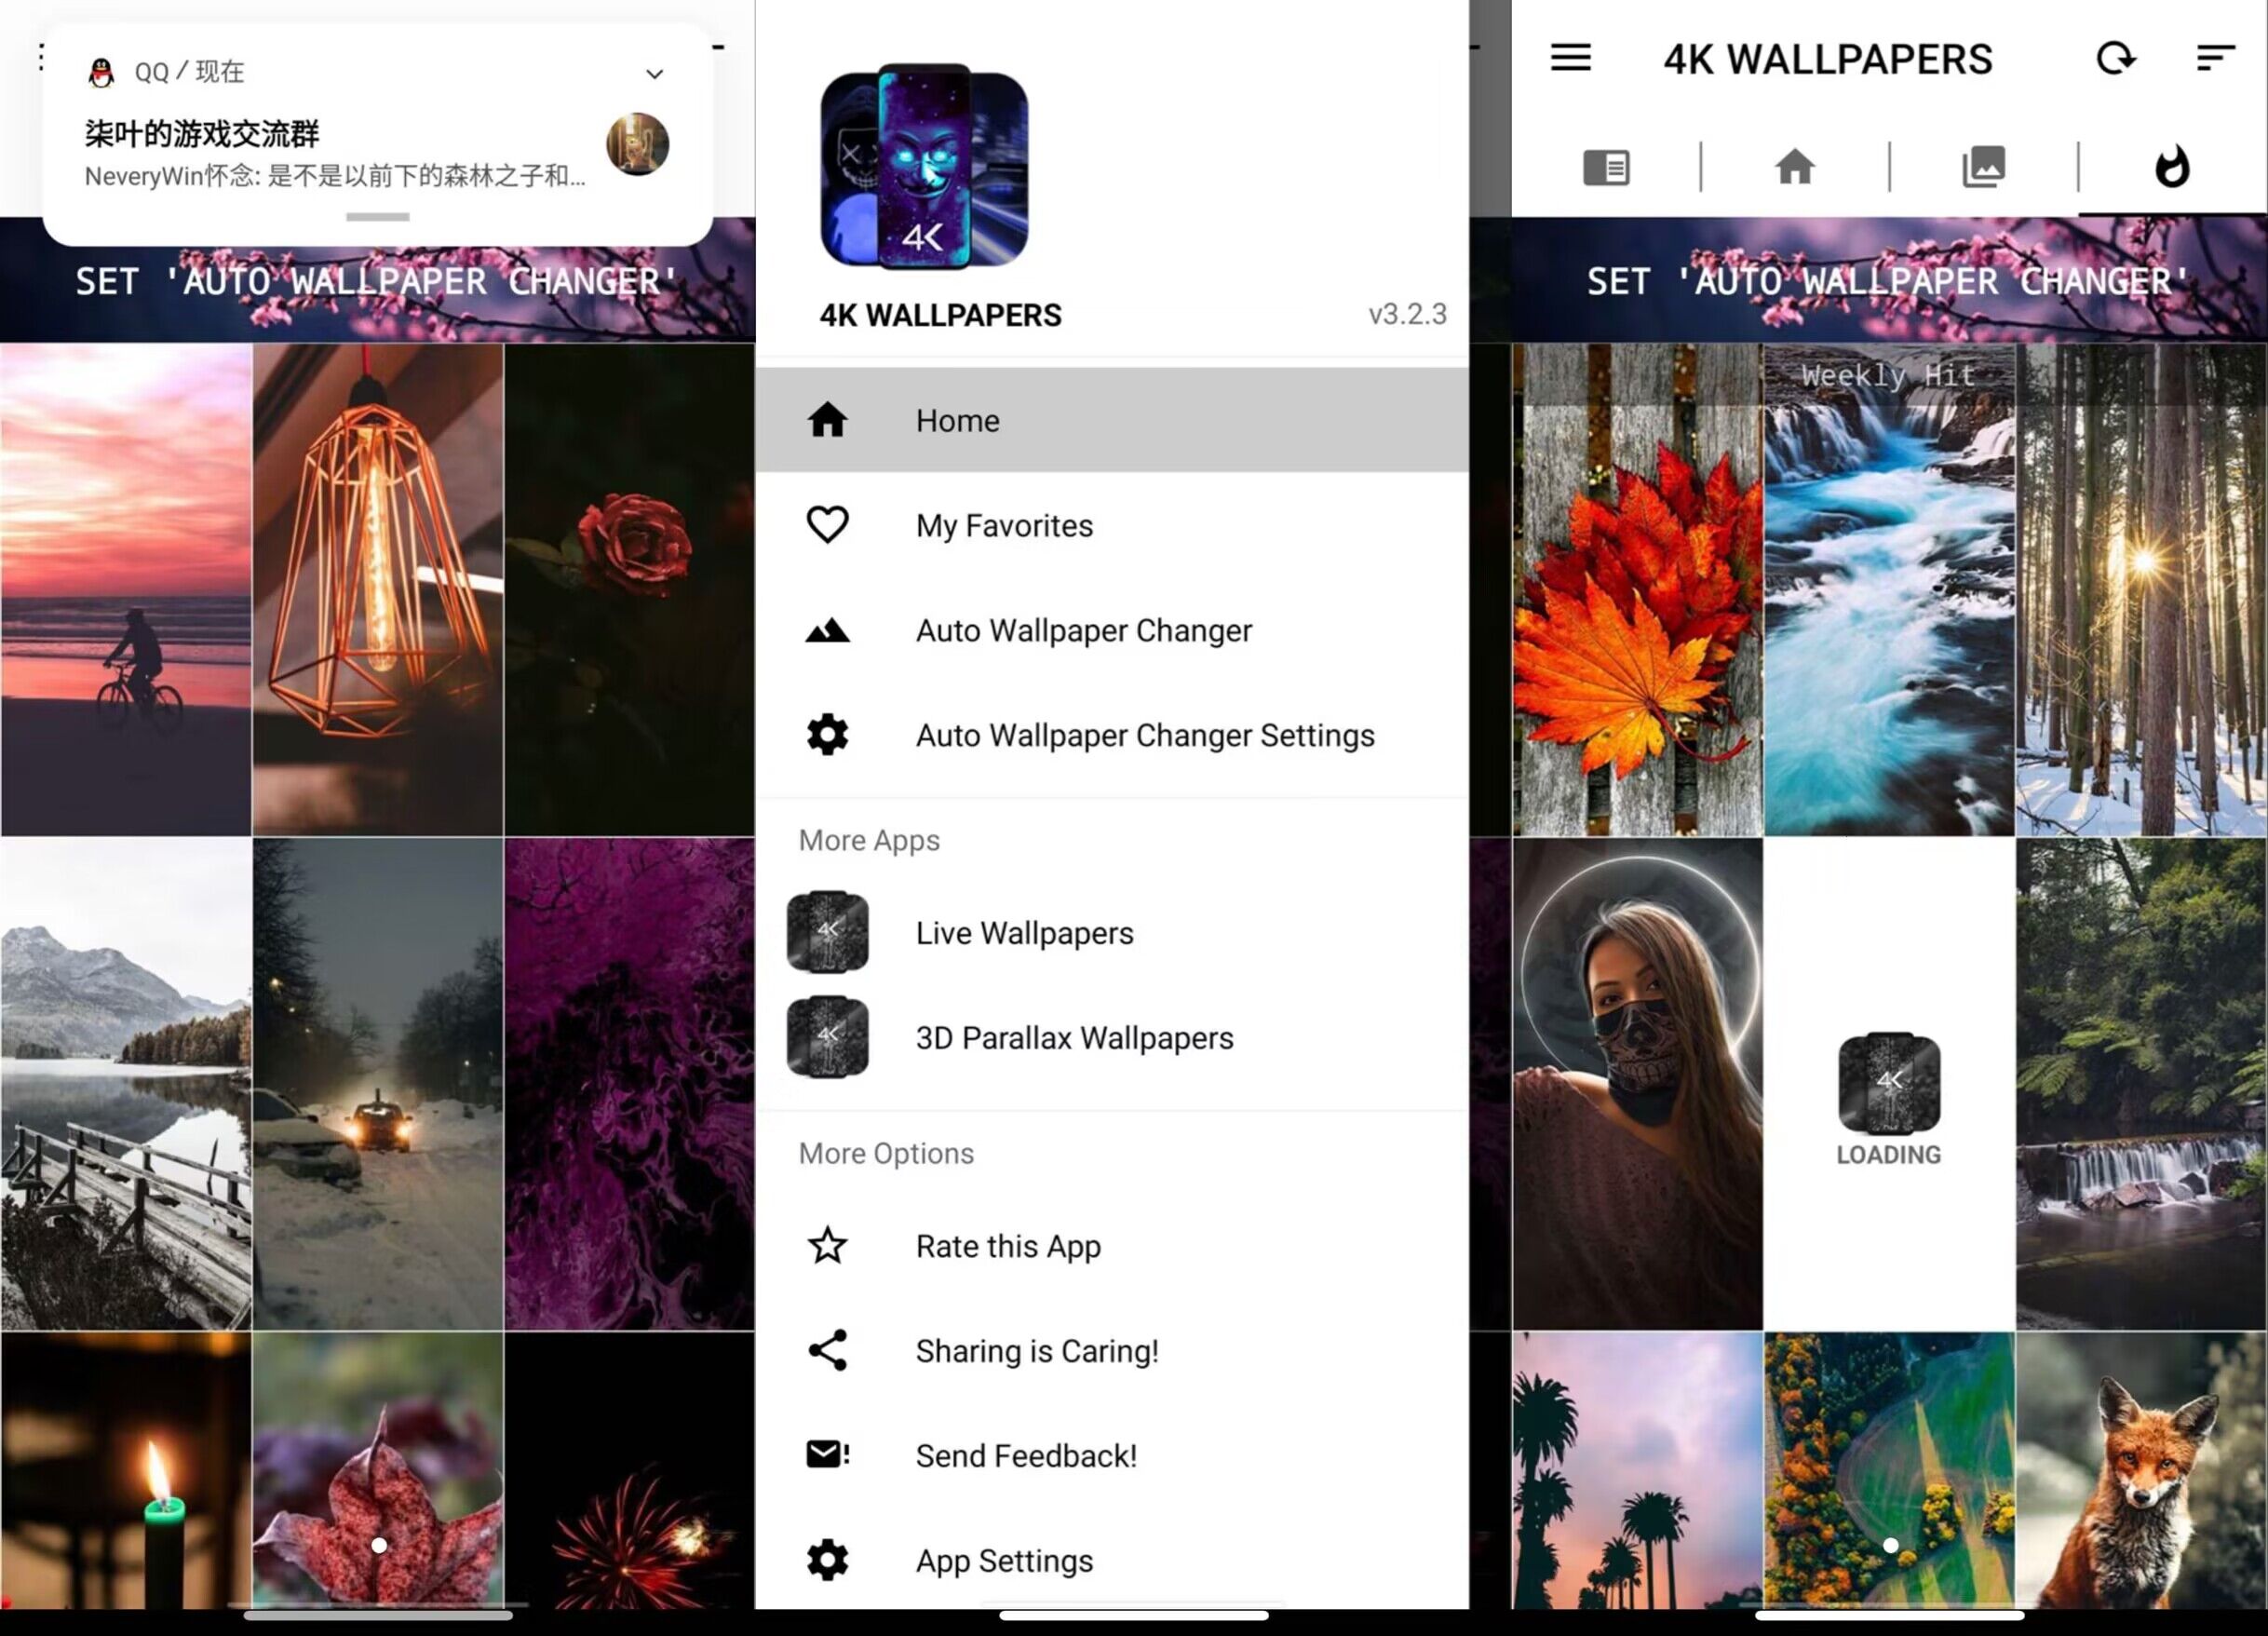 QQ / 现在
柒叶的游戏交流群
NeveryWin怀念: 是不是以前下的森林之子和...
SET 'AUTO WALLPAPER CHANGER'
4K
4K WALLPAPERS
v3.2.3
Home
My Favorites
Auto Wallpaper Changer
Auto Wallpaper Changer Settings
More Apps
4K
Live Wallpapers
4K
3D Parallax Wallpapers
More Options
Rate this App
Sharing is Caring!
Send Feedback!
App Settings
4K WALLPAPERS
SET 'AUTO WALLPAPER CHANGER'
Weekly Hit
4K
LOADING